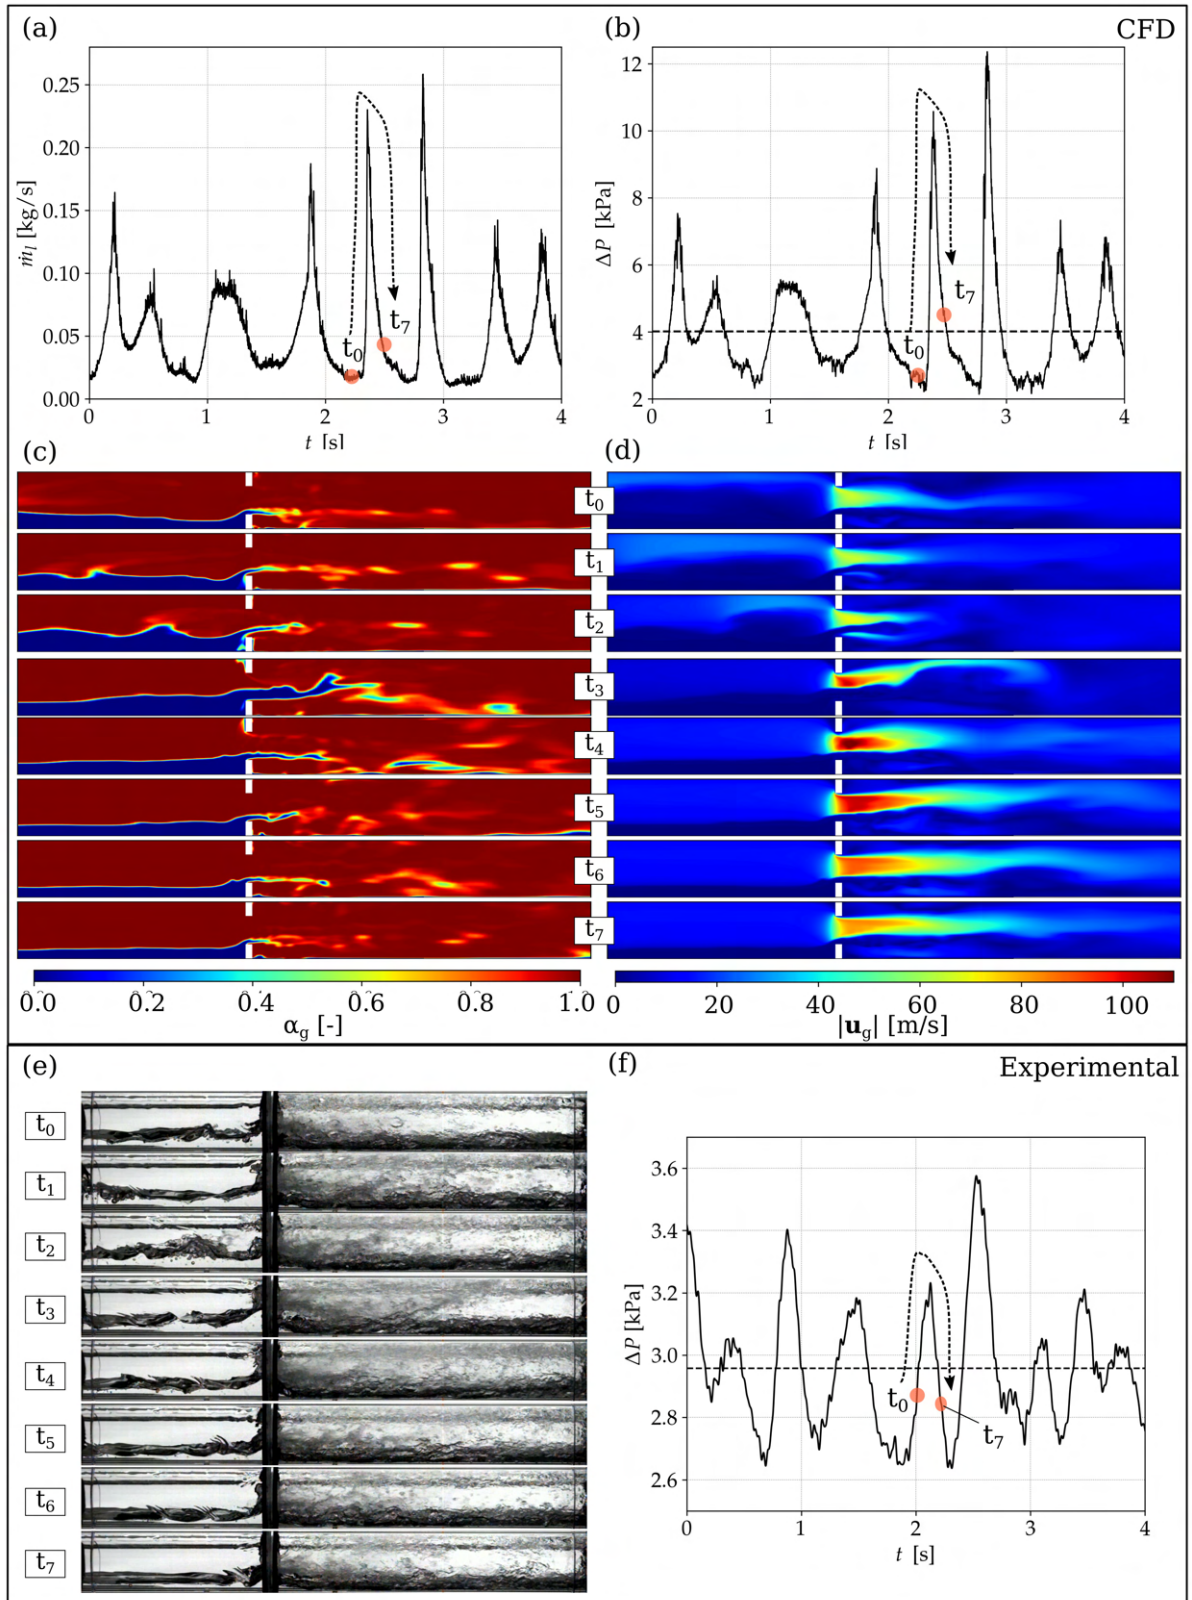 (a)
(b)
CFD
0.25
0.20
0.15
0.10
0.05
0.00
ṁ_l [kg/s]
t₀
t₇
0 1 2 3 4
t [s]
12
10
8
6
4
2
ΔP [kPa]
t₀
t₇
0 1 2 3 4
t [s]
(c)
(d)
t₀
t₁
t₂
t₃
t₄
t₅
t₆
t₇
0.0 0.2 0.4 0.6 0.8 1.0
α_g [-]
0 20 40 60 80 100
|u_g| [m/s]
(e)
(f)
Experimental
t₀
t₁
t₂
t₃
t₄
t₅
t₆
t₇
3.6
3.4
3.2
3.0
2.8
2.6
ΔP [kPa]
t₀
t₇
0 1 2 3 4
t [s]